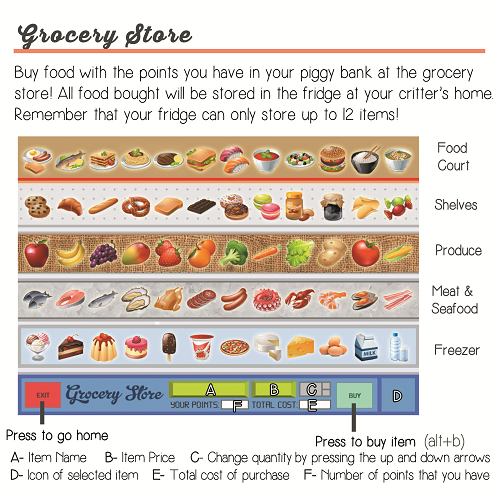 Grocery Store
Buy food with the points you have in your piggy bank at the grocery
store! All food bought will be stored in the fridge at your critter's home.
Remember that your fridge can only store up to 12 items!
Food
Court
Shelves
Produce
Meat &
Seafood
Freezer
MILK
EXIT Grocery Store A B C BUY D
YOUR POINTS F TOTAL COST E
Press to go home
Press to buy item (alt+b)
A- Item Name B- Item Price C- Change quantity by pressing the up and down arrows
D- Icon of selected item E- Total cost of purchase F- Number of points that you have